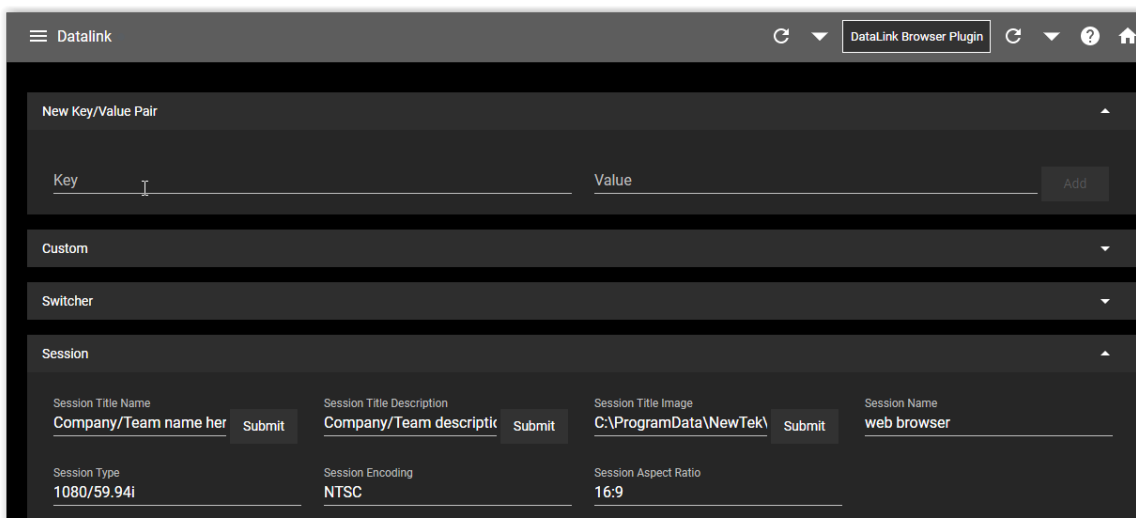 Datalink
DataLink Browser Plugin
New Key/Value Pair
Key
Value
Add
Custom
Switcher
Session
Session Title Name
Company/Team name her
Submit
Session Title Description
Company/Team descriptic
Submit
Session Title Image
C:\ProgramData\NewTek\
Submit
Session Name
web browser
Session Type
1080/59.94i
Session Encoding
NTSC
Session Aspect Ratio
16:9